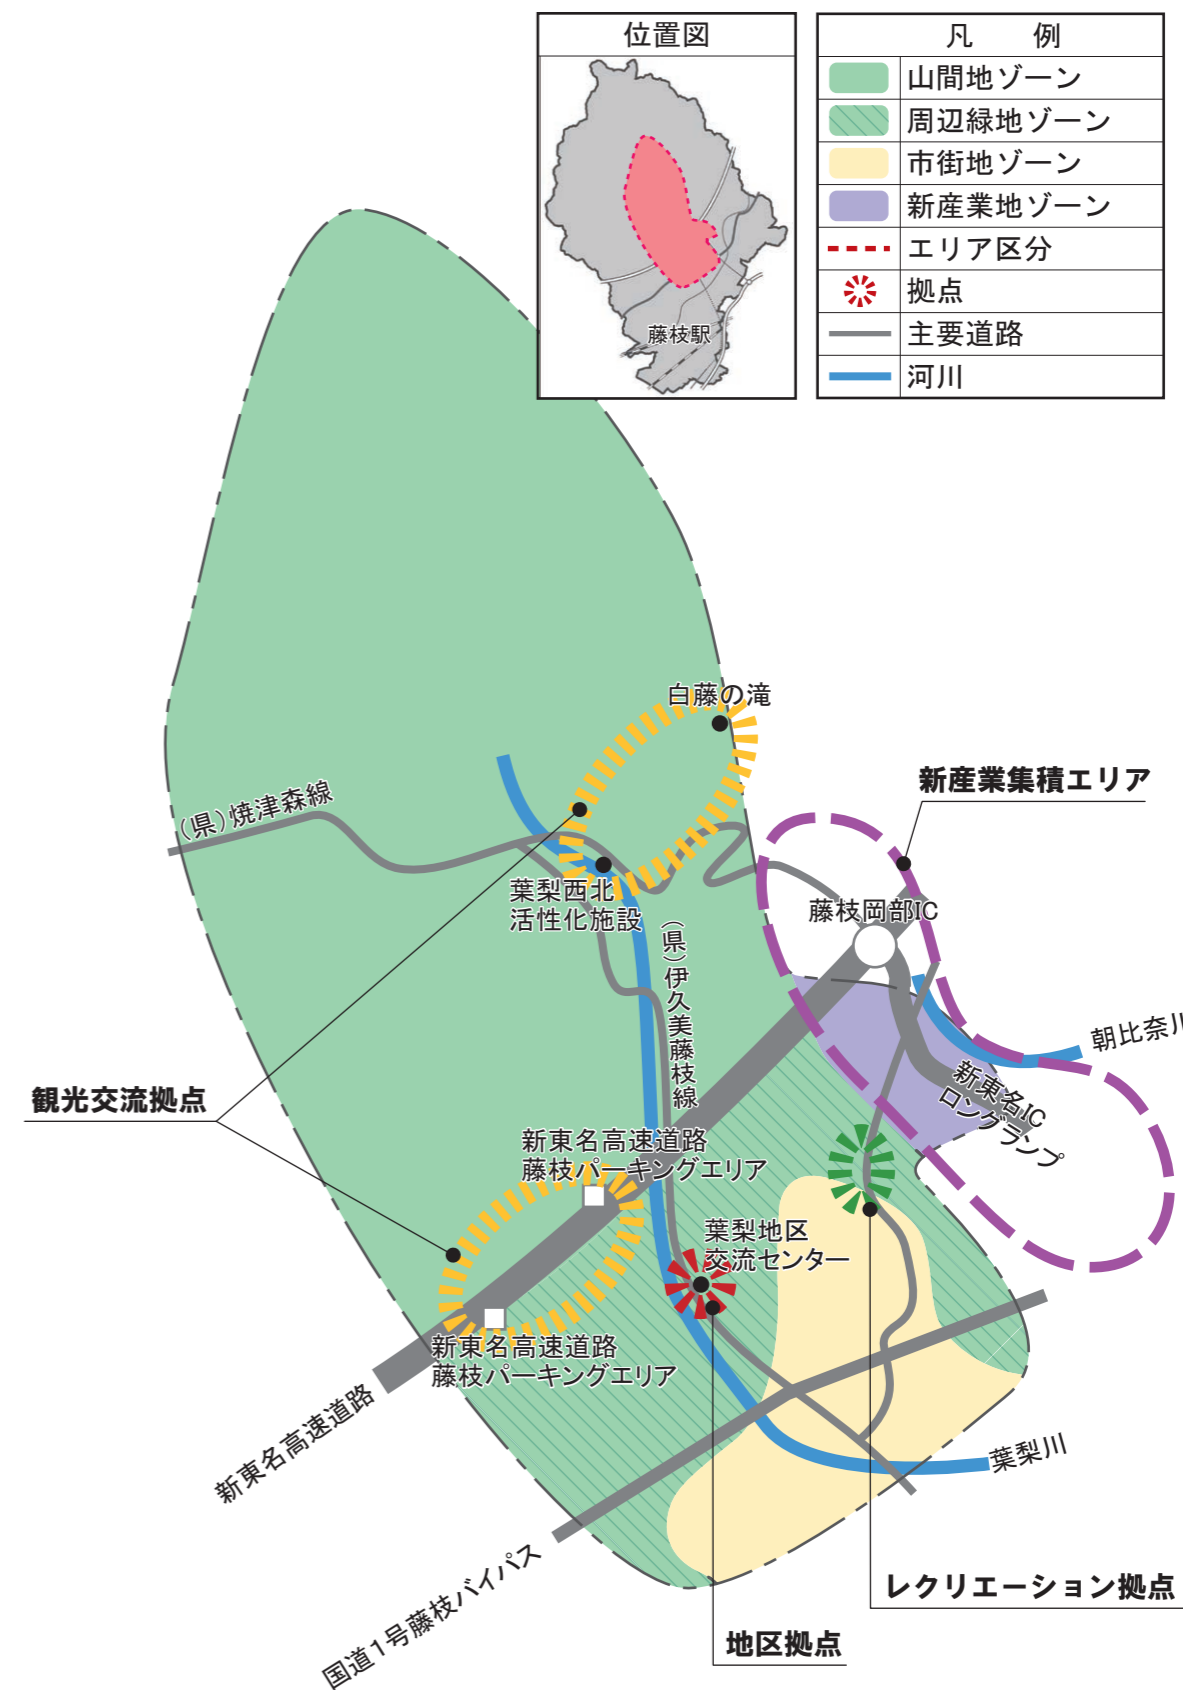 位置図
藤枝駅
凡　例
山間地ゾーン
周辺緑地ゾーン
市街地ゾーン
新産業地ゾーン
エリア区分
拠点
主要道路
河川
白藤の滝
新産業集積エリア
(県)焼津森線
葉梨西北
活性化施設
藤枝岡部IC
(県)伊久美藤枝線
朝比奈川
新東名IC
ロングランプ
観光交流拠点
新東名高速道路
藤枝パーキングエリア
葉梨地区
交流センター
新東名高速道路
藤枝パーキングエリア
新東名高速道路
葉梨川
国道1号藤枝バイパス
レクリエーション拠点
地区拠点